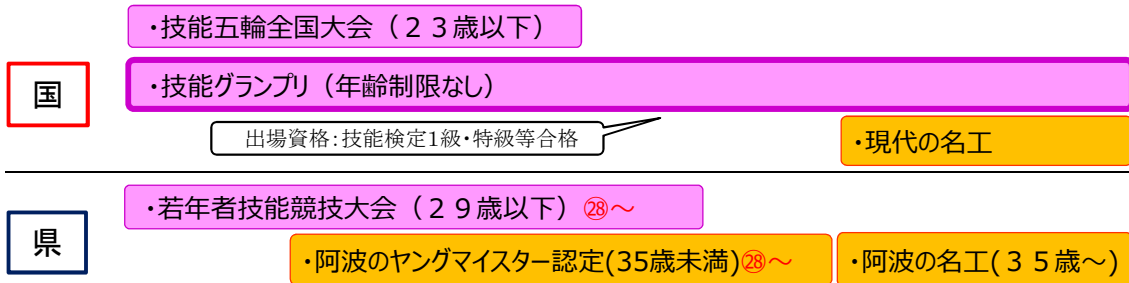 ・技能五輪全国大会（２３歳以下）
国
・技能グランプリ（年齢制限なし）
出場資格：技能検定1級・特級等合格
・現代の名工
県
・若年者技能競技大会（２９歳以下）㉘～
・阿波のヤングマイスター認定(35歳未満)㉘～
・阿波の名工(３５歳～)